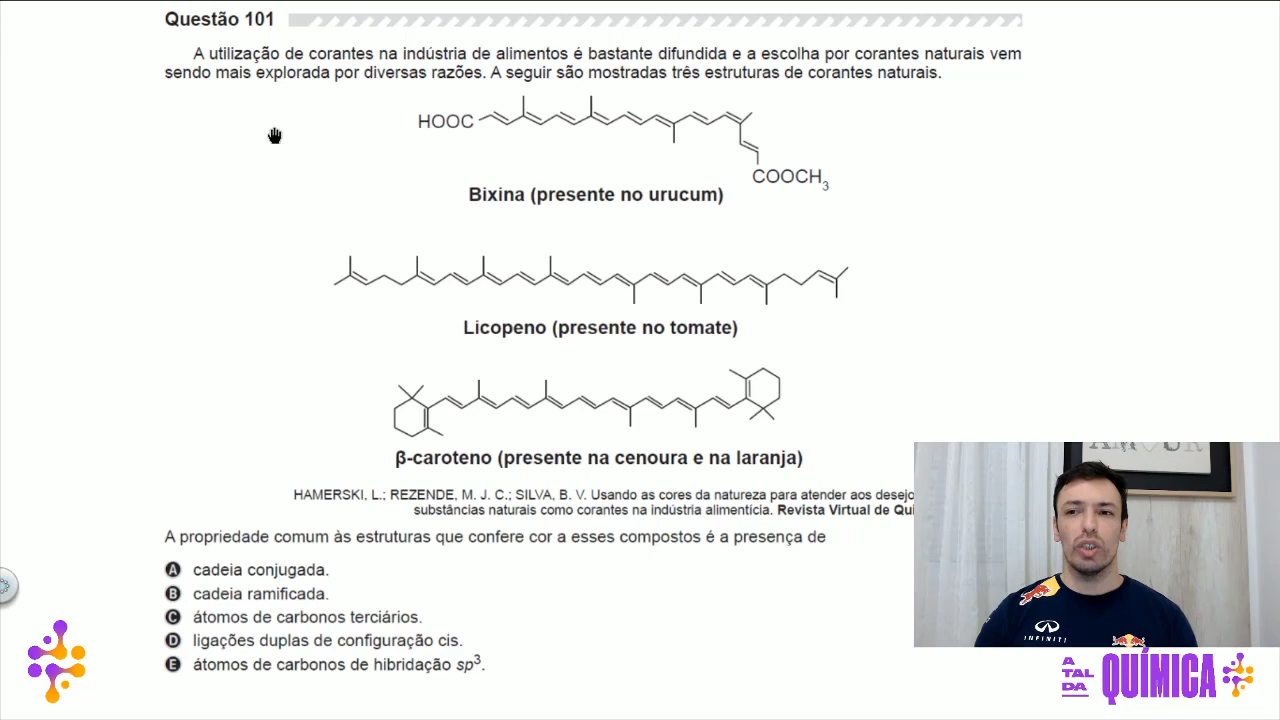 Questão 101
A utilização de corantes na indústria de alimentos é bastante difundida e a escolha por corantes naturais vem
sendo mais explorada por diversas razões. A seguir são mostradas três estruturas de corantes naturais.
HOOC
COOCH3
Bixina (presente no urucum)
Licopeno (presente no tomate)
β-caroteno (presente na cenoura e na laranja)
HAMERSKI, L.; REZENDE, M. J. C.; SILVA, B. V. Usando as cores da natureza para atender aos desejo
substâncias naturais como corantes na indústria alimentícia. Revista Virtual de Quí
A propriedade comum às estruturas que confere cor a esses compostos é a presença de
A cadeia conjugada.
B cadeia ramificada.
C átomos de carbonos terciários.
D ligações duplas de configuração cis.
E átomos de carbonos de hibridação sp3.
INFINITI
Red Bull
A TAL DA QUÍMICA